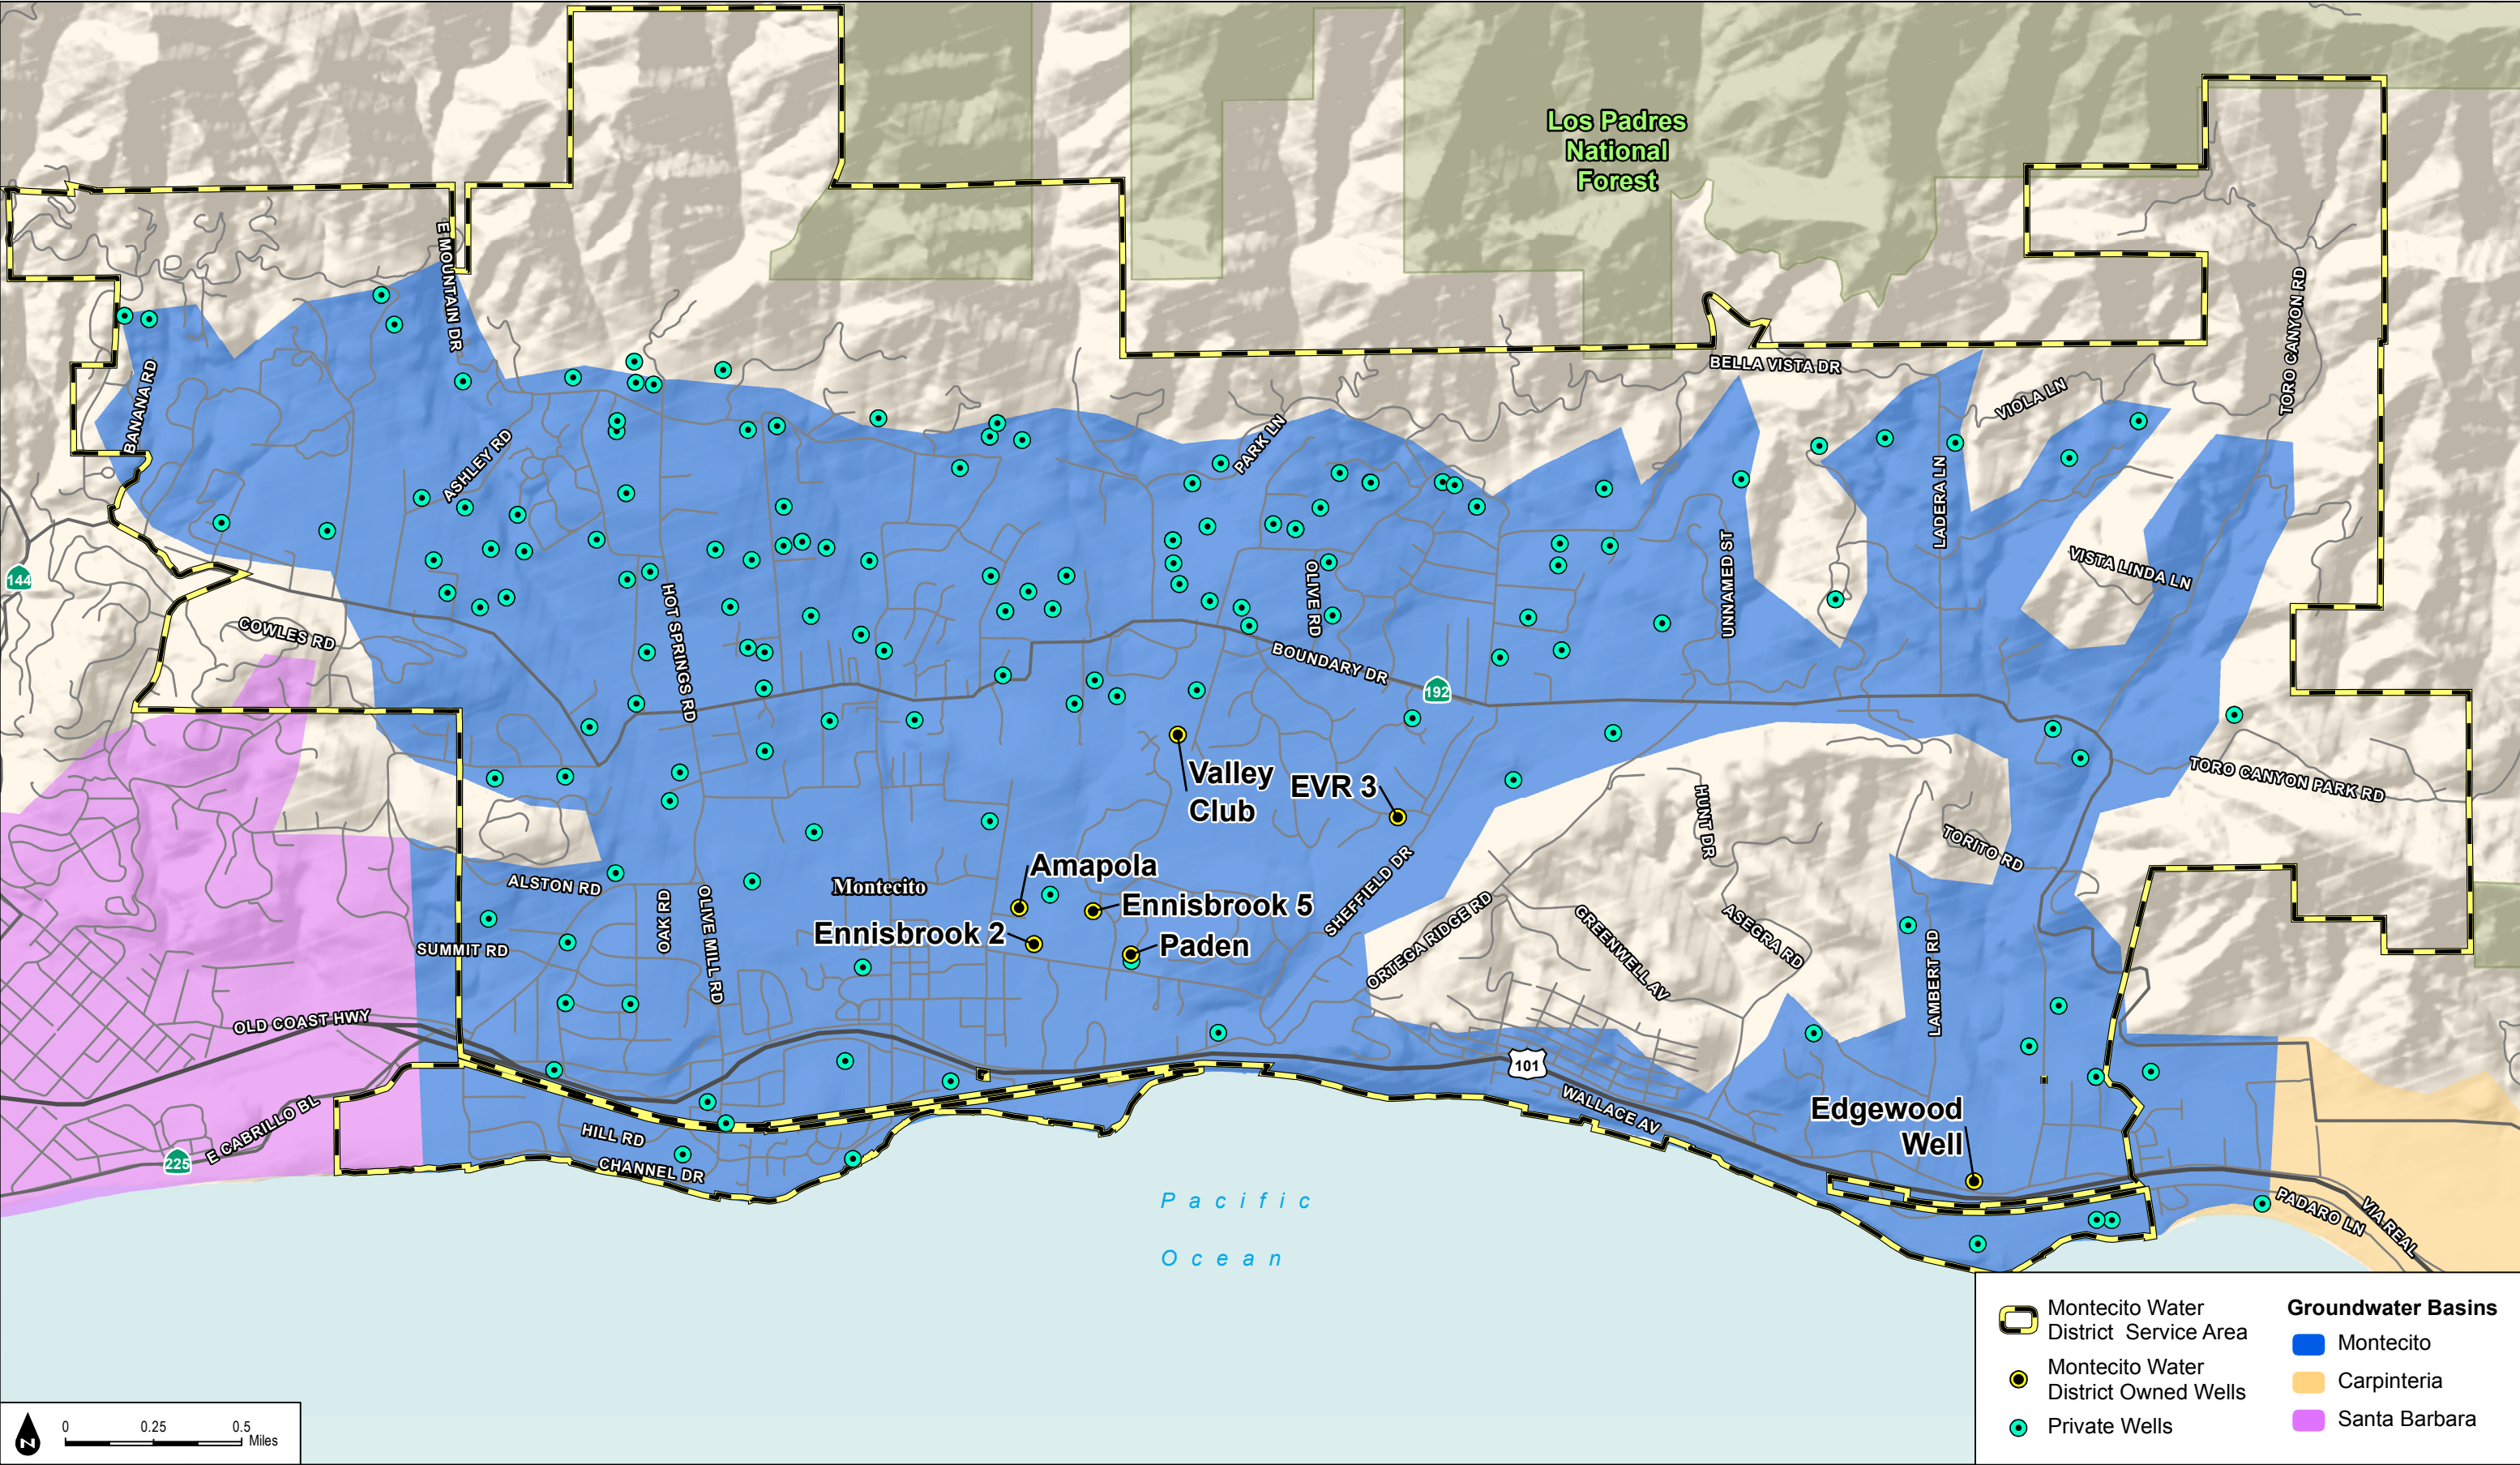 Los Padres
National
Forest
E MOUNTAIN DR
BANANA RD
ASHLEY RD
BELLA VISTA DR
VIOLA LN
TORO CANYON RD
PARK LN
LADERA LN
UNNAMED ST
VISTA LINDA LN
OLIVE RD
144
COWLES RD
HOT SPRINGS RD
BOUNDARY DR
192
Valley
Club
EVR 3
TORO CANYON PARK RD
HUNT DR
TORITO RD
Amapola
Montecito
Ennisbrook 5
Ennisbrook 2
Paden
SHEFFIELD DR
ALSTON RD
OAK RD
OLIVE MILL RD
SUMMIT RD
ORTEGA RIDGE RD
GREENWELL AV
ASEGRA RD
LAMBERT RD
OLD COAST HWY
101
WALLACE AV
Edgewood
Well
E CABRILLO BL
225
HILL RD
CHANNEL DR
PADARO LN
VIA REAL
Pacific
Ocean
Montecito Water
District Service Area
Montecito Water
District Owned Wells
Private Wells
Groundwater Basins
Montecito
Carpinteria
Santa Barbara
N
0 0.25 0.5
Miles